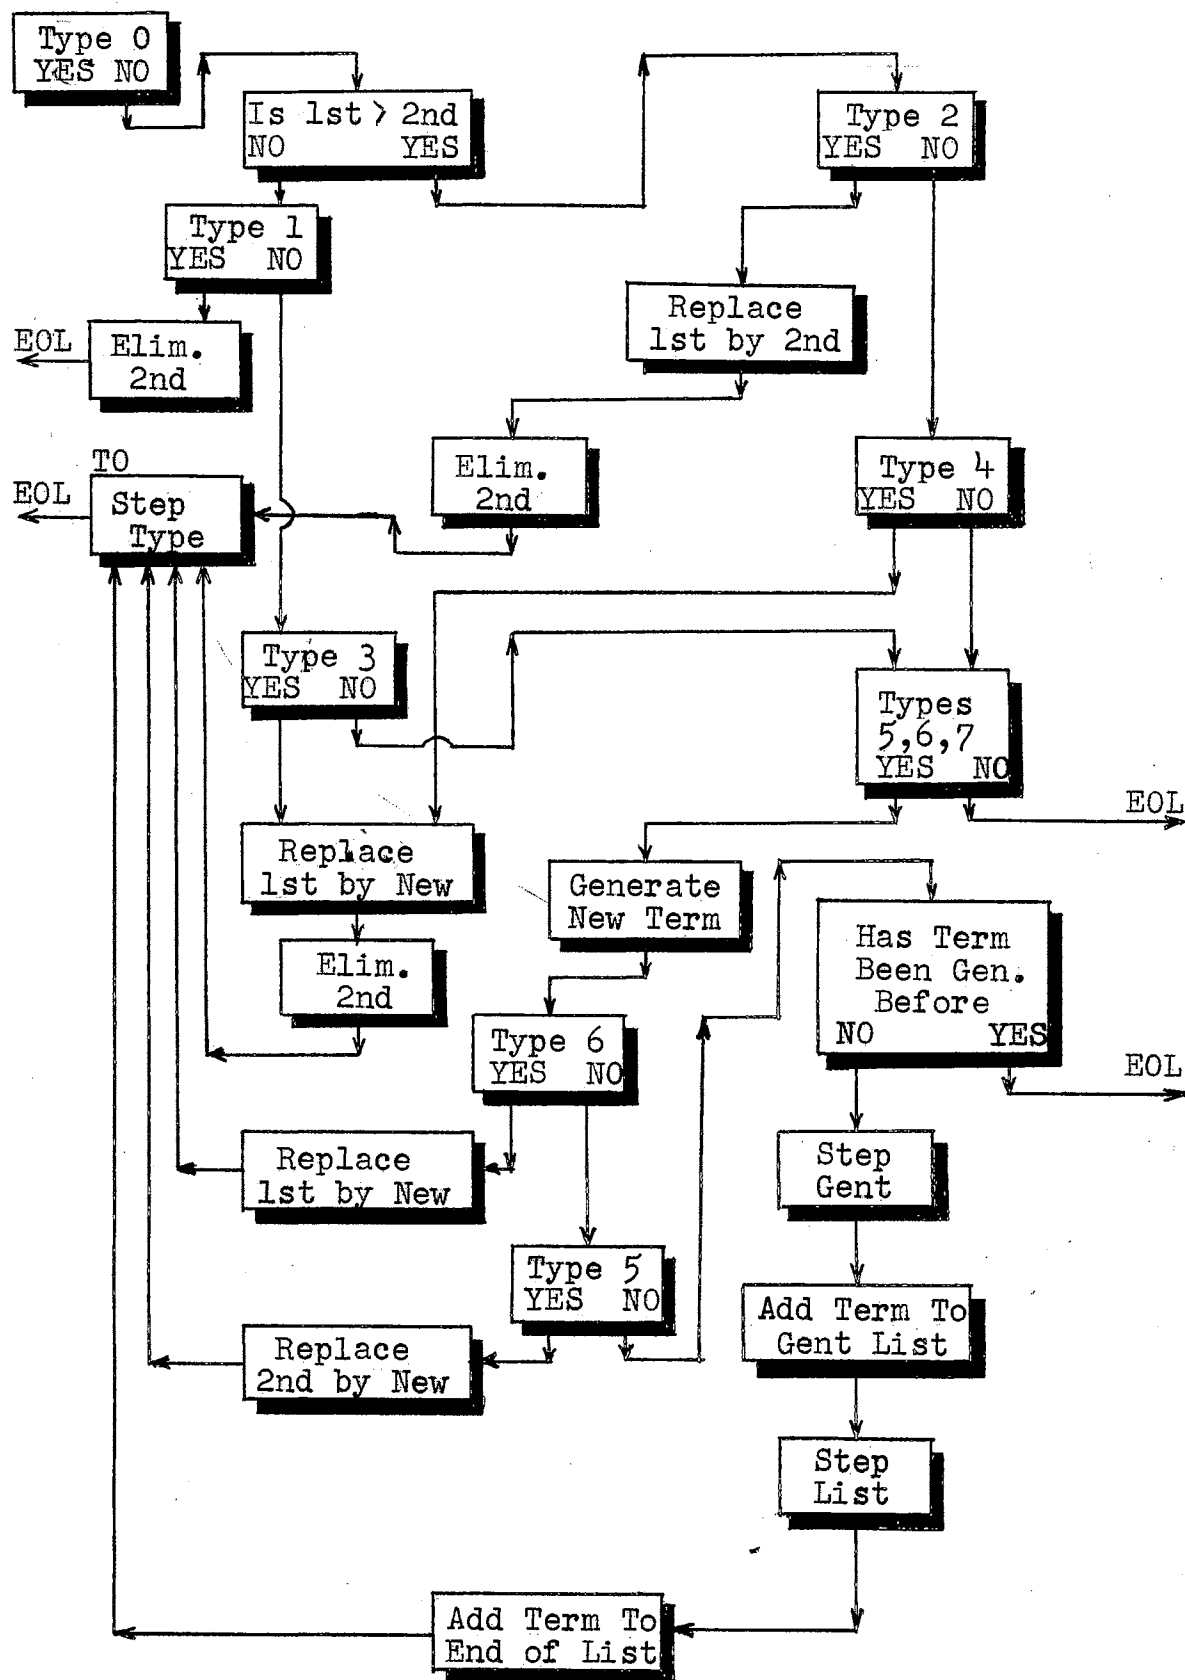 Type 0
YES NO
Is 1st > 2nd
NO YES
Type 2
YES NO
Type 1
YES NO
Replace
1st by 2nd
EOL
Elim.
2nd
TO
EOL
Step
Type
Elim.
2nd
Type 4
YES NO
Type 3
YES NO
Types
5,6,7
YES NO
EOL
Replace
1st by New
Generate
New Term
Has Term
Been Gen.
Before
NO YES
EOL
Elim.
2nd
Type 6
YES NO
Replace
1st by New
Step
Gent
Type 5
YES NO
Add Term To
Gent List
Replace
2nd by New
Step
List
Add Term To
End of List